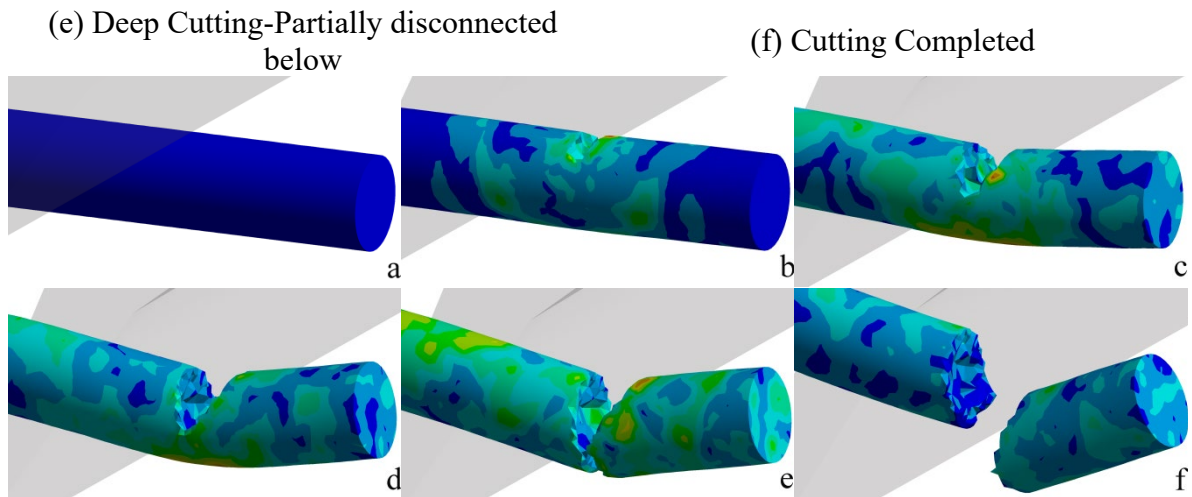 (e) Deep Cutting-Partially disconnected
below
(f) Cutting Completed
a
b
c
d
e
f